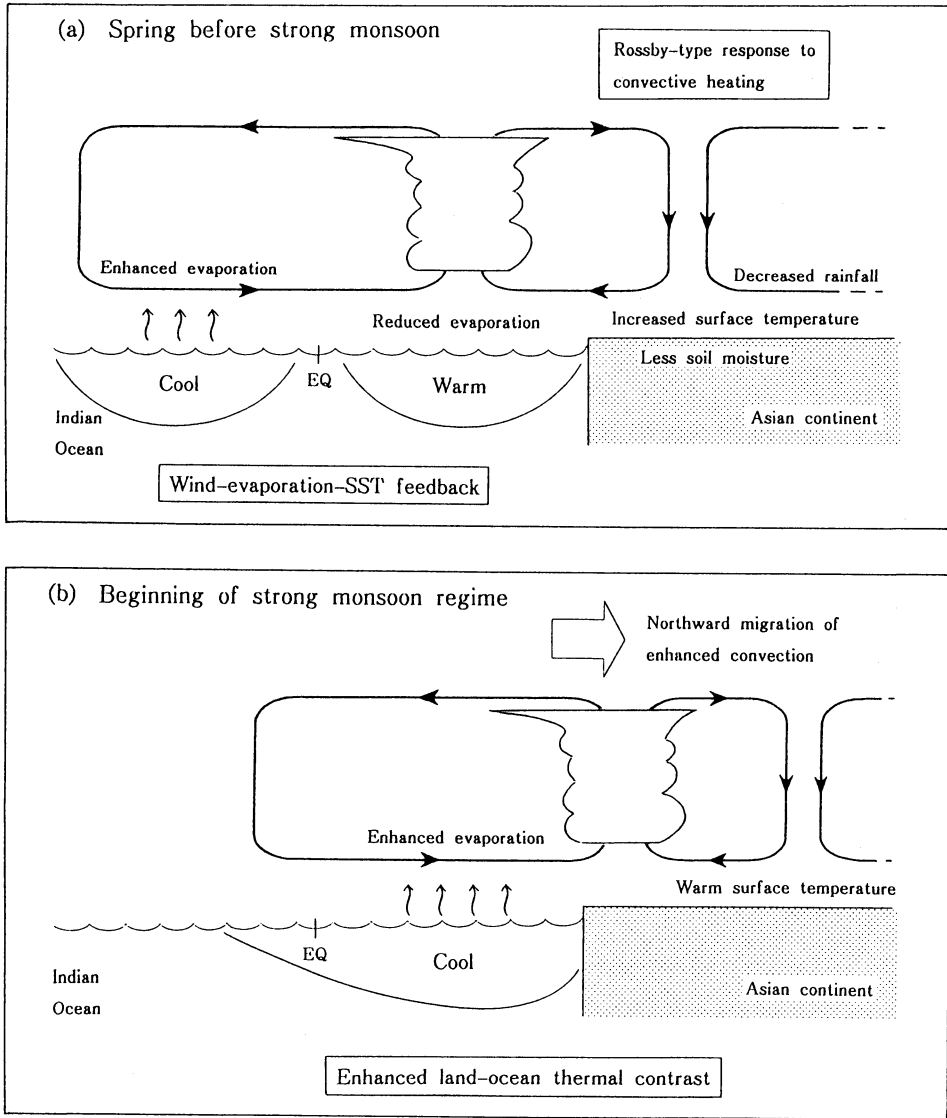 (a) Spring before strong monsoon
Rossby-type response to
convective heating
Enhanced evaporation
Decreased rainfall
Reduced evaporation
Increased surface temperature
Less soil moisture
Cool
EQ
Warm
Indian
Ocean
Asian continent
Wind-evaporation-SST feedback
(b) Beginning of strong monsoon regime
Northward migration of
enhanced convection
Enhanced evaporation
Warm surface temperature
EQ
Cool
Indian
Ocean
Asian continent
Enhanced land-ocean thermal contrast